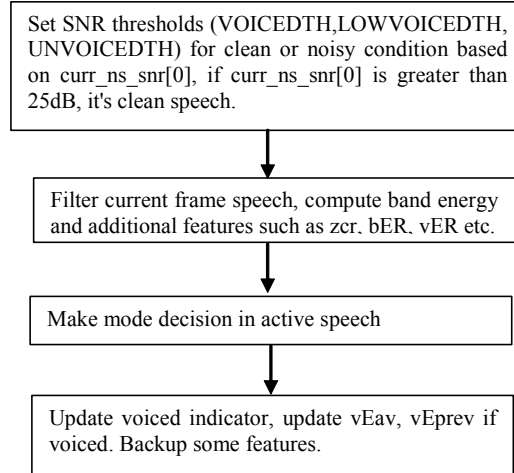 Set SNR thresholds (VOICEDTH,LOWVOICEDTH,
UNVOICEDTH) for clean or noisy condition based
on curr_ns_snr[0], if curr_ns_snr[0] is greater than
25dB, it's clean speech.
Filter current frame speech, compute band energy
and additional features such as zcr, bER, vER etc.
Make mode decision in active speech
Update voiced indicator, update vEav, vEprev if
voiced. Backup some features.